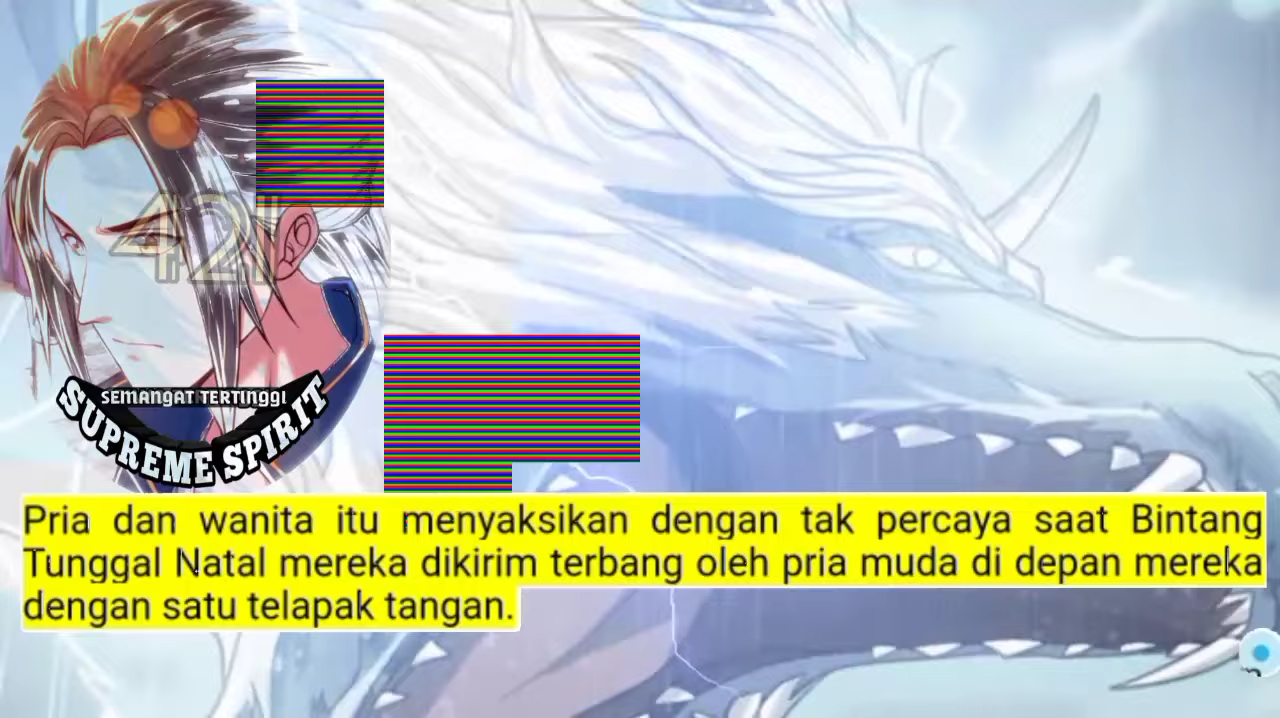 421
SEMANGAT TERTINGGI
SUPREME SPIRIT
Pria dan wanita itu menyaksikan dengan tak percaya saat Bintang
Tunggal Natal mereka dikirim terbang oleh pria muda di depan mereka
dengan satu telapak tangan.